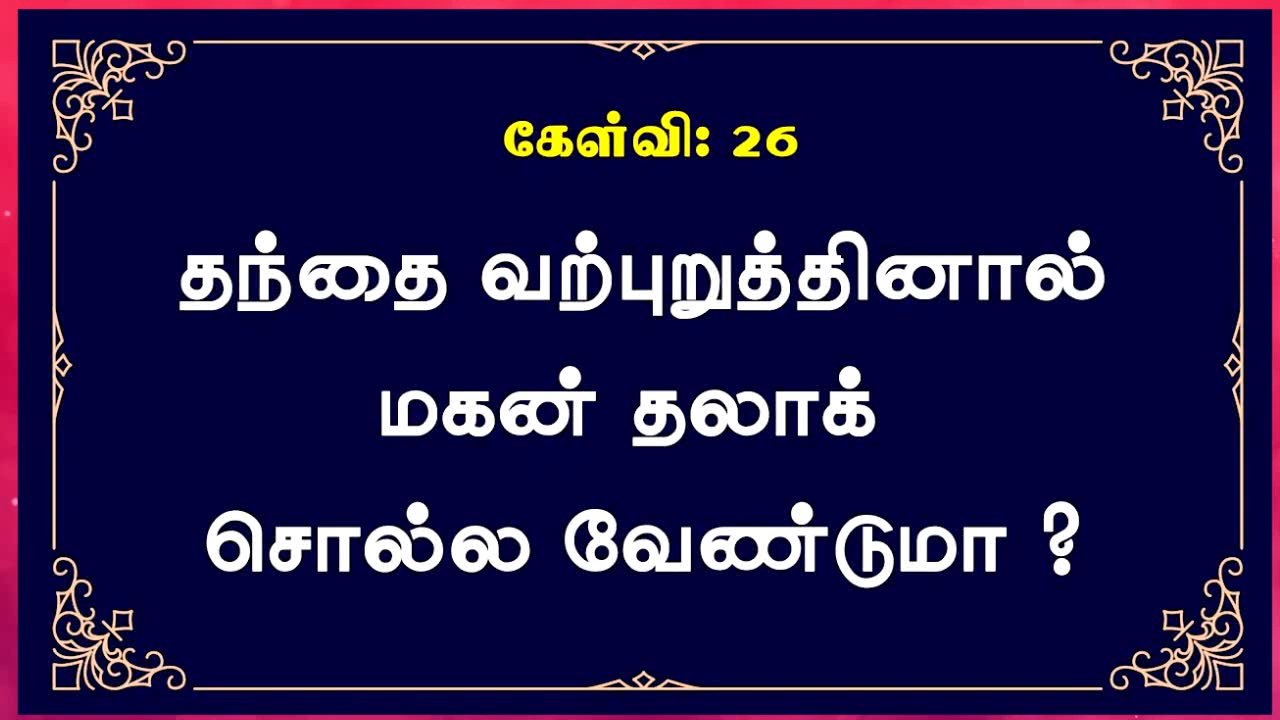 கேள்வி: 26
தந்தை வற்புறுத்தினால்
மகன் தலாக்
சொல்ல வேண்டுமா ?